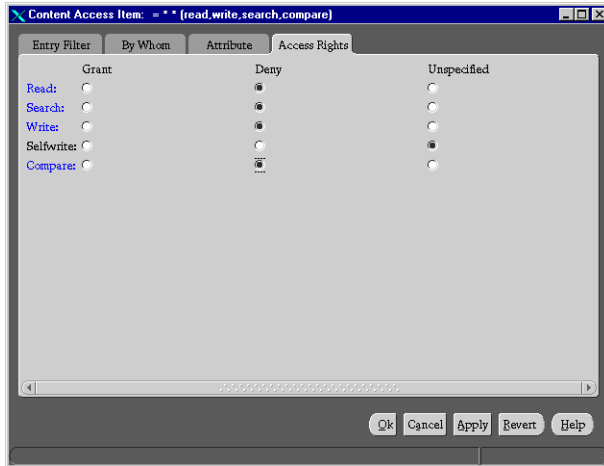 Content Access Item: = * * (read,write,search,compare)
Entry Filter By Whom Attribute Access Rights
Grant Deny Unspecified
Read:
Search:
Write:
Selfwrite:
Compare:
Ok Cancel Apply Revert Help